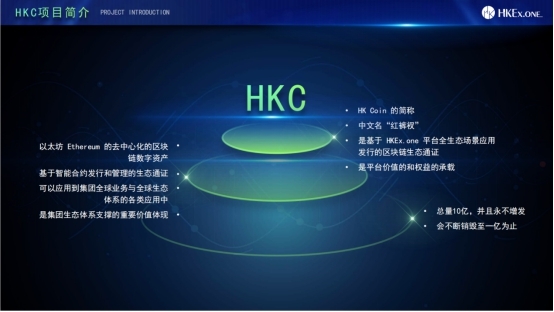 HKC项目简介 PROJECT INTRODUCTION
HKEx.ONE
HKC
• HK Coin 的简称
• 中文名“红裤衩”
• 是基于 HKEx.one 平台全生态场景应用
发行的区块链生态通证
• 是平台价值的和权益的承载
以太坊 Ethereum 的去中心化的区块 •
链数字资产
基于智能合约发行和管理的生态通证 •
可以应用到集团全球业务与全球生态 •
体系的各类应用中
是集团生态体系支撑的重要价值体现 •
• 总量10亿，并且永不增发
• 会不断销毁至一亿为止